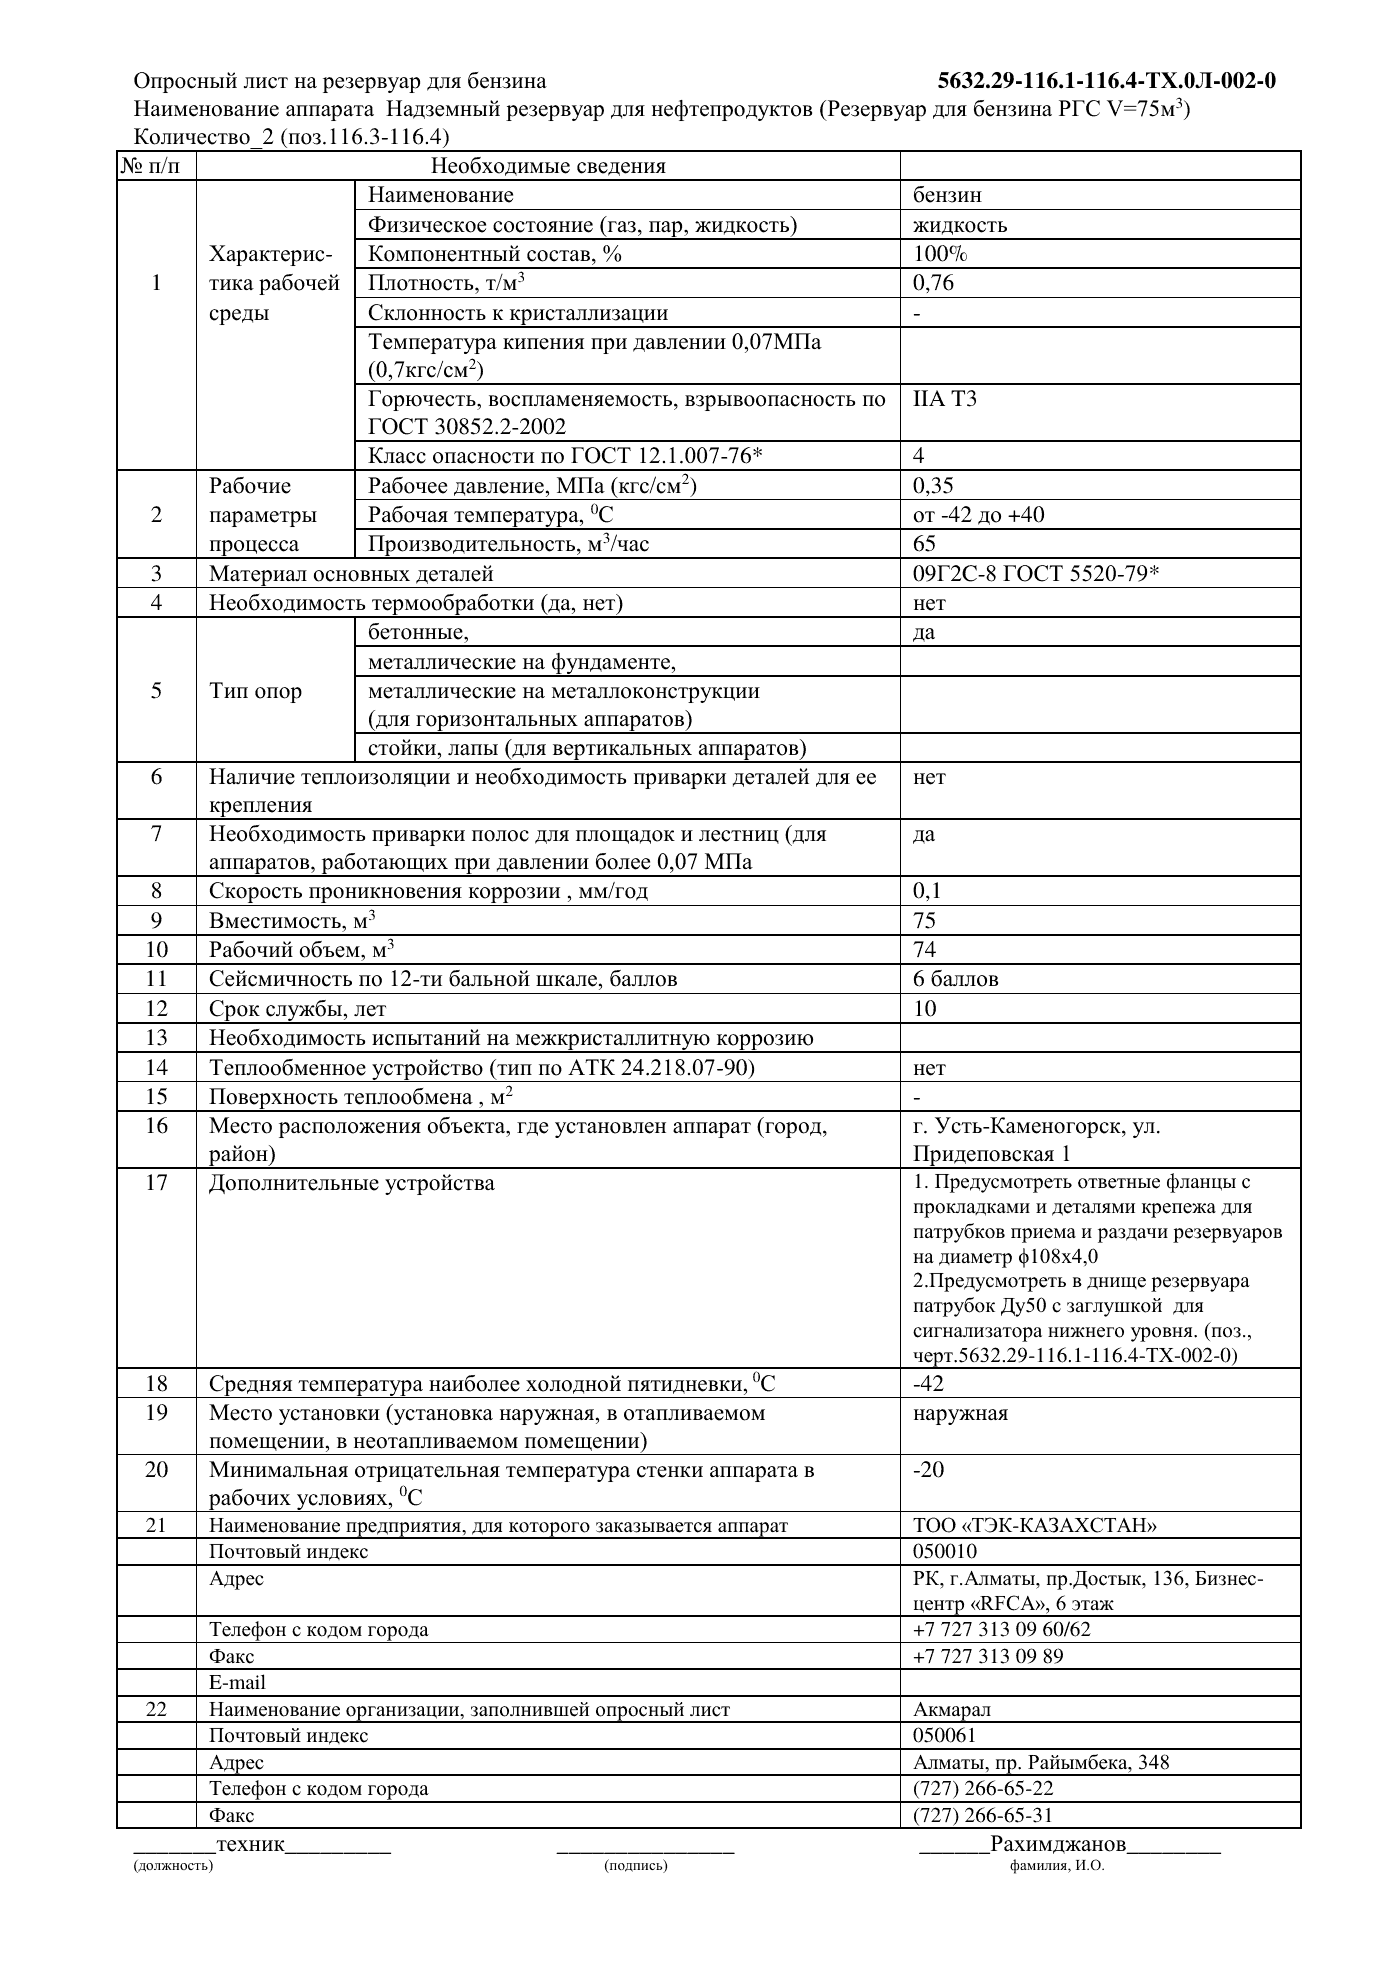 Опросный лист на резервуар для бензина 5632.29-116.1-116.4-ТХ.0Л-002-0
Наименование аппарата Надземный резервуар для нефтепродуктов (Резервуар для бензина РГС V=75м³)
Количество_2 (поз.116.3-116.4)
№ п/п Необходимые сведения
1 Характерис-
тика рабочей
среды
Наименование бензин
Физическое состояние (газ, пар, жидкость) жидкость
Компонентный состав, % 100%
Плотность, т/м³ 0,76
Склонность к кристаллизации -
Температура кипения при давлении 0,07МПа
(0,7кгс/см²)
Горючесть, воспламеняемость, взрывоопасность по IIA T3
ГОСТ 30852.2-2002
Класс опасности по ГОСТ 12.1.007-76* 4
2 Рабочие
параметры
процесса
Рабочее давление, МПа (кгс/см²) 0,35
Рабочая температура, ⁰С от -42 до +40
Производительность, м³/час 65
3 Материал основных деталей 09Г2С-8 ГОСТ 5520-79*
4 Необходимость термообработки (да, нет) нет
5 Тип опор
бетонные, да
металлические на фундаменте,
металлические на металлоконструкции
(для горизонтальных аппаратов)
стойки, лапы (для вертикальных аппаратов)
6 Наличие теплоизоляции и необходимость приварки деталей для ее нет
крепления
7 Необходимость приварки полос для площадок и лестниц (для да
аппаратов, работающих при давлении более 0,07 МПа
8 Скорость проникновения коррозии , мм/год 0,1
9 Вместимость, м³ 75
10 Рабочий объем, м³ 74
11 Сейсмичность по 12-ти бальной шкале, баллов 6 баллов
12 Срок службы, лет 10
13 Необходимость испытаний на межкристаллитную коррозию
14 Теплообменное устройство (тип по АТК 24.218.07-90) нет
15 Поверхность теплообмена , м² -
16 Место расположения объекта, где установлен аппарат (город, г. Усть-Каменогорск, ул.
район) Придеповская 1
17 Дополнительные устройства 1. Предусмотреть ответные фланцы с
прокладками и деталями крепежа для
патрубков приема и раздачи резервуаров
на диаметр ф108х4,0
2.Предусмотреть в днище резервуара
патрубок Ду50 с заглушкой для
сигнализатора нижнего уровня. (поз.,
черт.5632.29-116.1-116.4-ТХ-002-0)
18 Средняя температура наиболее холодной пятидневки, ⁰С -42
19 Место установки (установка наружная, в отапливаемом наружная
помещении, в неотапливаемом помещении)
20 Минимальная отрицательная температура стенки аппарата в -20
рабочих условиях, ⁰С
21 Наименование предприятия, для которого заказывается аппарат ТОО «ТЭК-КАЗАХСТАН»
Почтовый индекс 050010
Адрес РК, г.Алматы, пр.Достык, 136, Бизнес-
центр «RFCA», 6 этаж
Телефон с кодом города +7 727 313 09 60/62
Факс +7 727 313 09 89
E-mail
22 Наименование организации, заполнившей опросный лист Акмарал
Почтовый индекс 050061
Адрес Алматы, пр. Райымбека, 348
Телефон с кодом города (727) 266-65-22
Факс (727) 266-65-31
_______техник_________ _______________ ______Рахимджанов________
(должность) (подпись) фамилия, И.О.